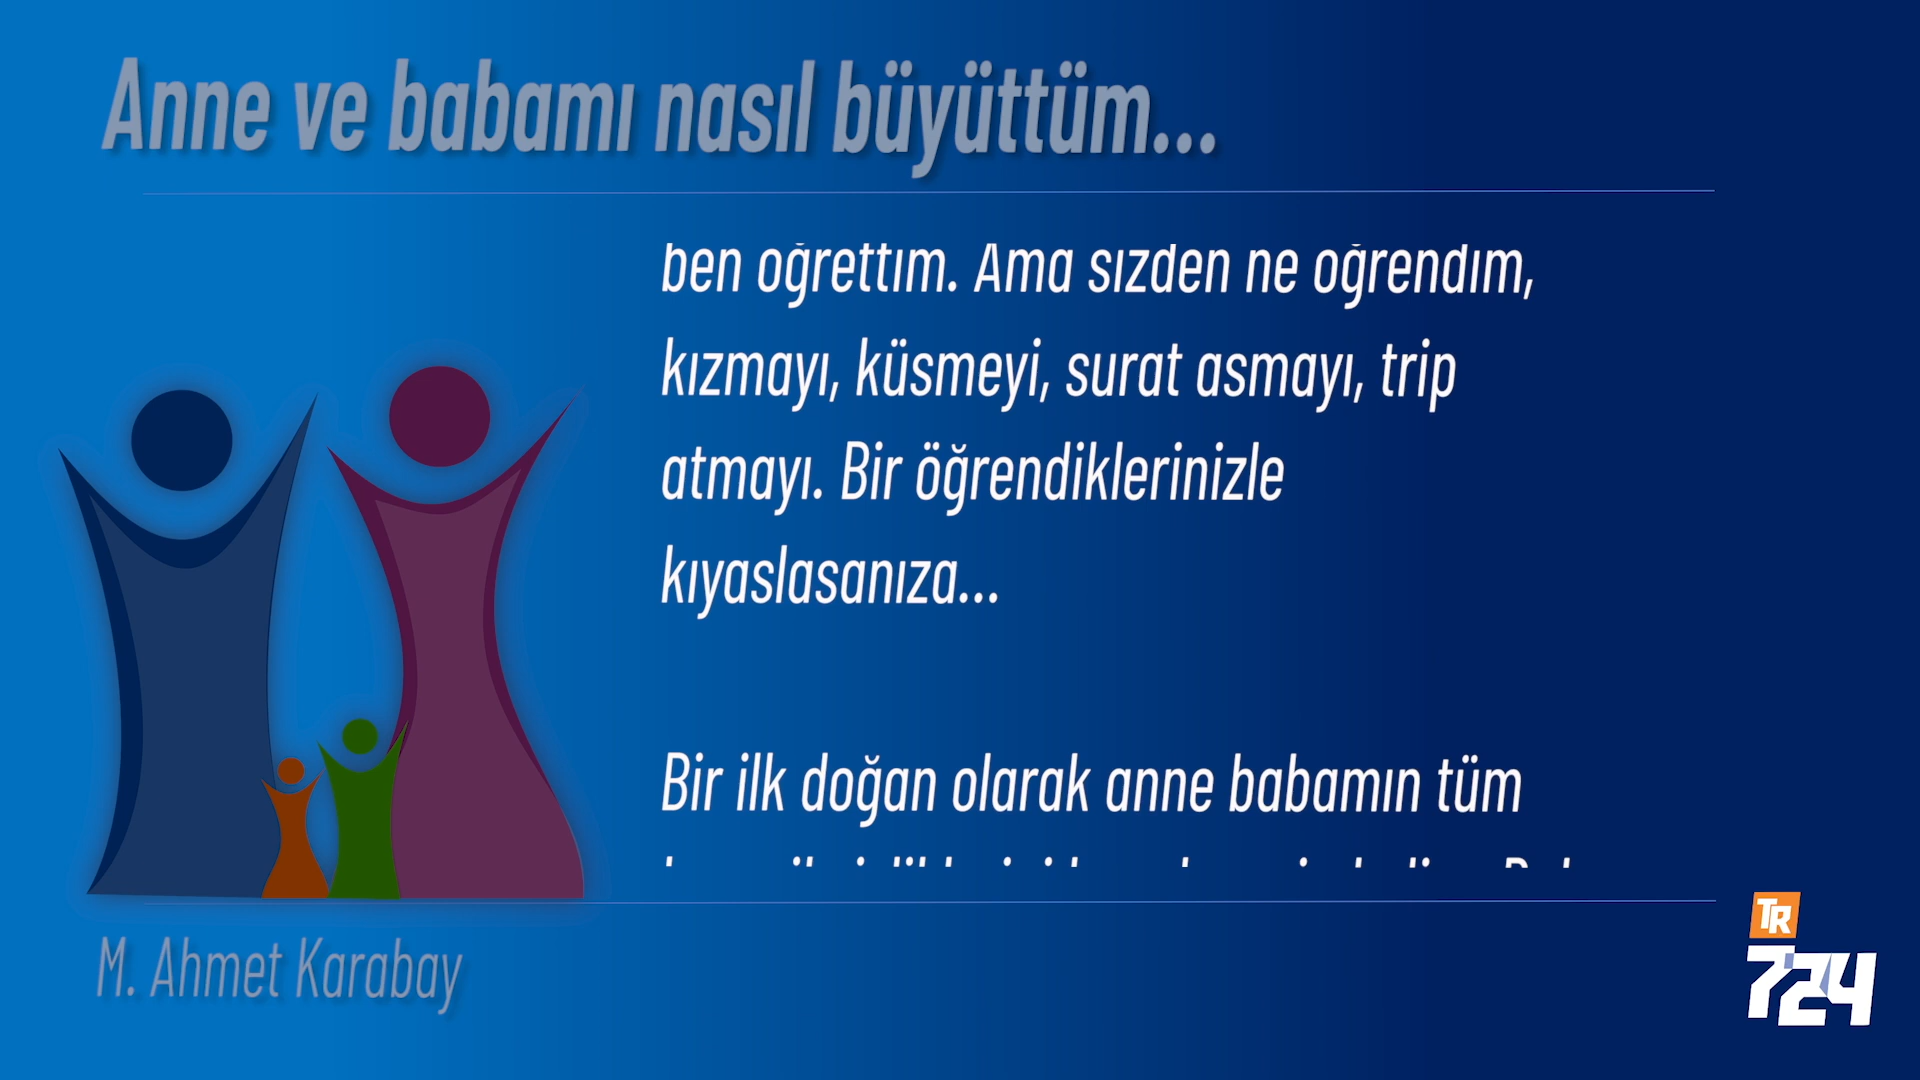 Anne ve babamı nasıl büyüttüm...
ben öğrettim. Ama sizden ne öğrendim,
kızmayı, küsmeyi, surat asmayı, trip
atmayı. Bir öğrendiklerinizle
kıyaslasanıza...
Bir ilk doğan olarak anne babamın tüm
M. Ahmet Karabay
TR
724